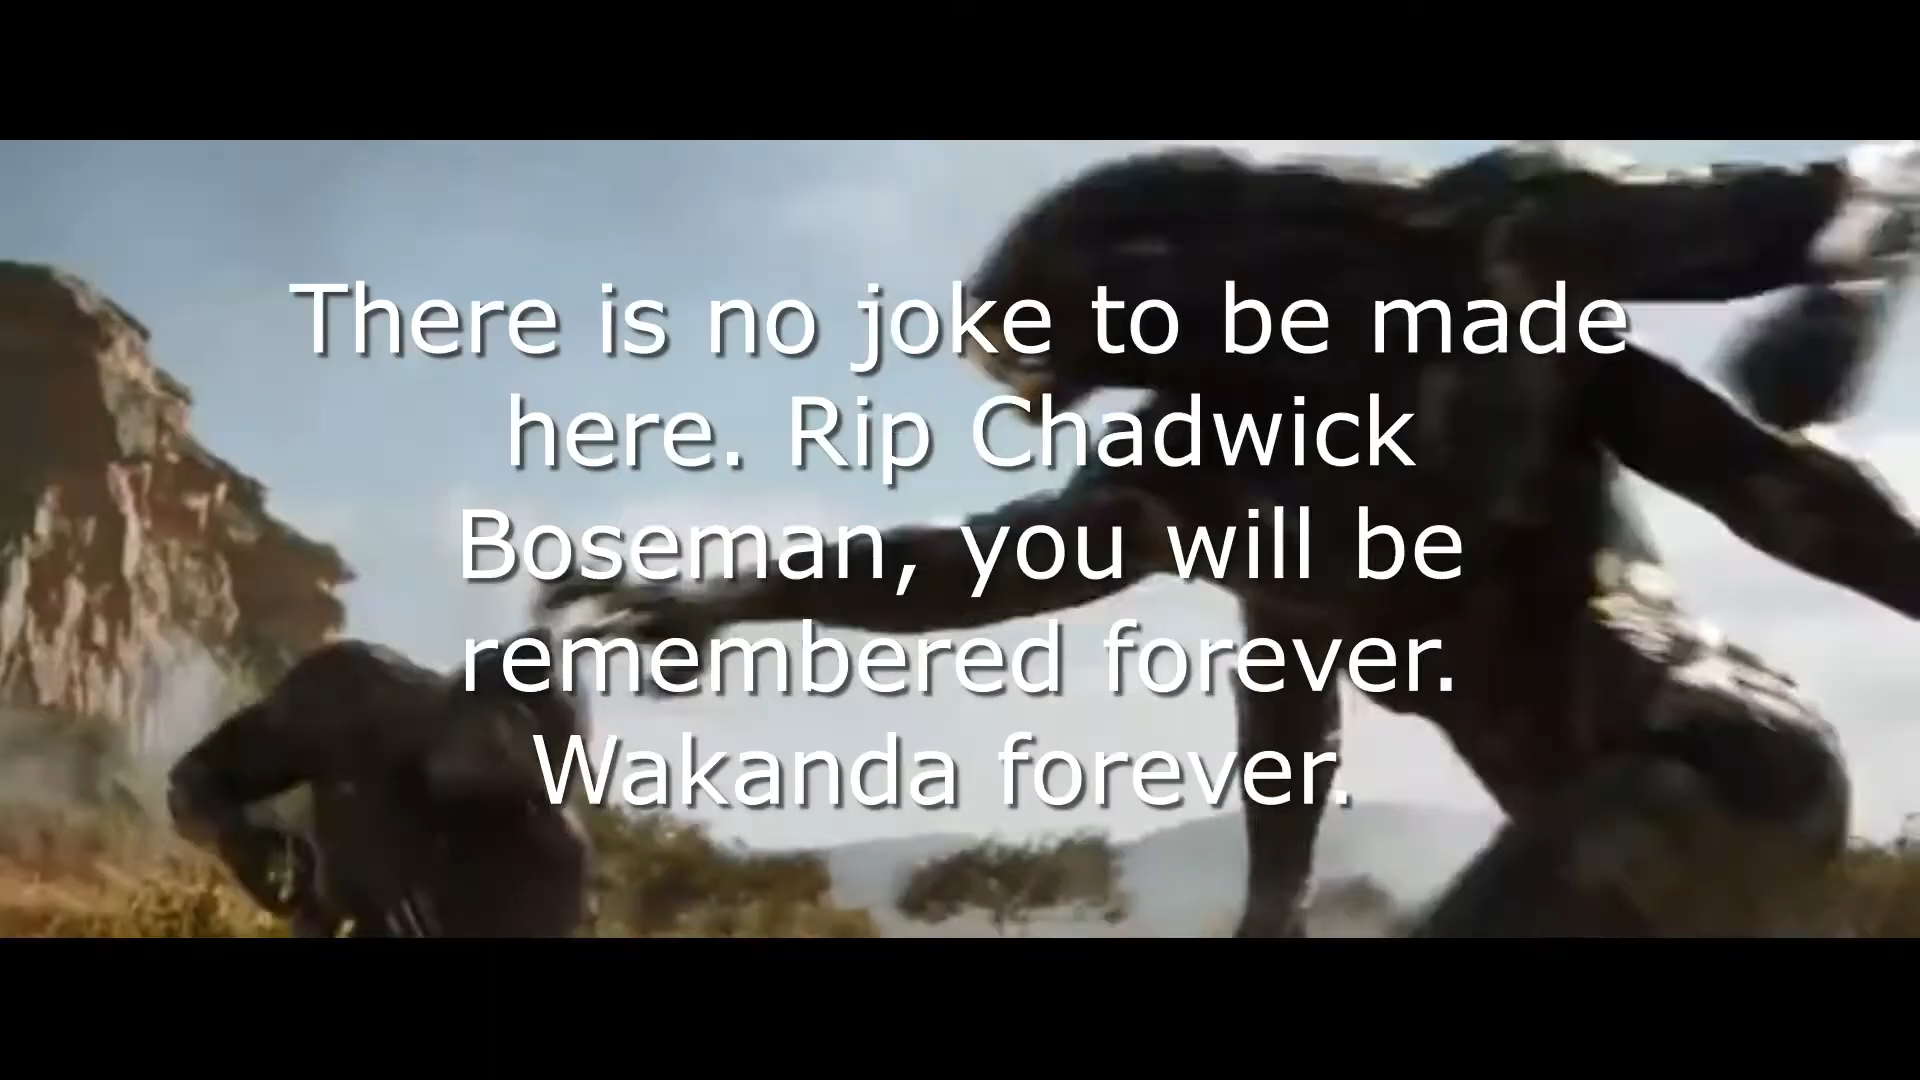 There is no joke to be made
here. Rip Chadwick
Boseman, you will be
remembered forever.
Wakanda forever.